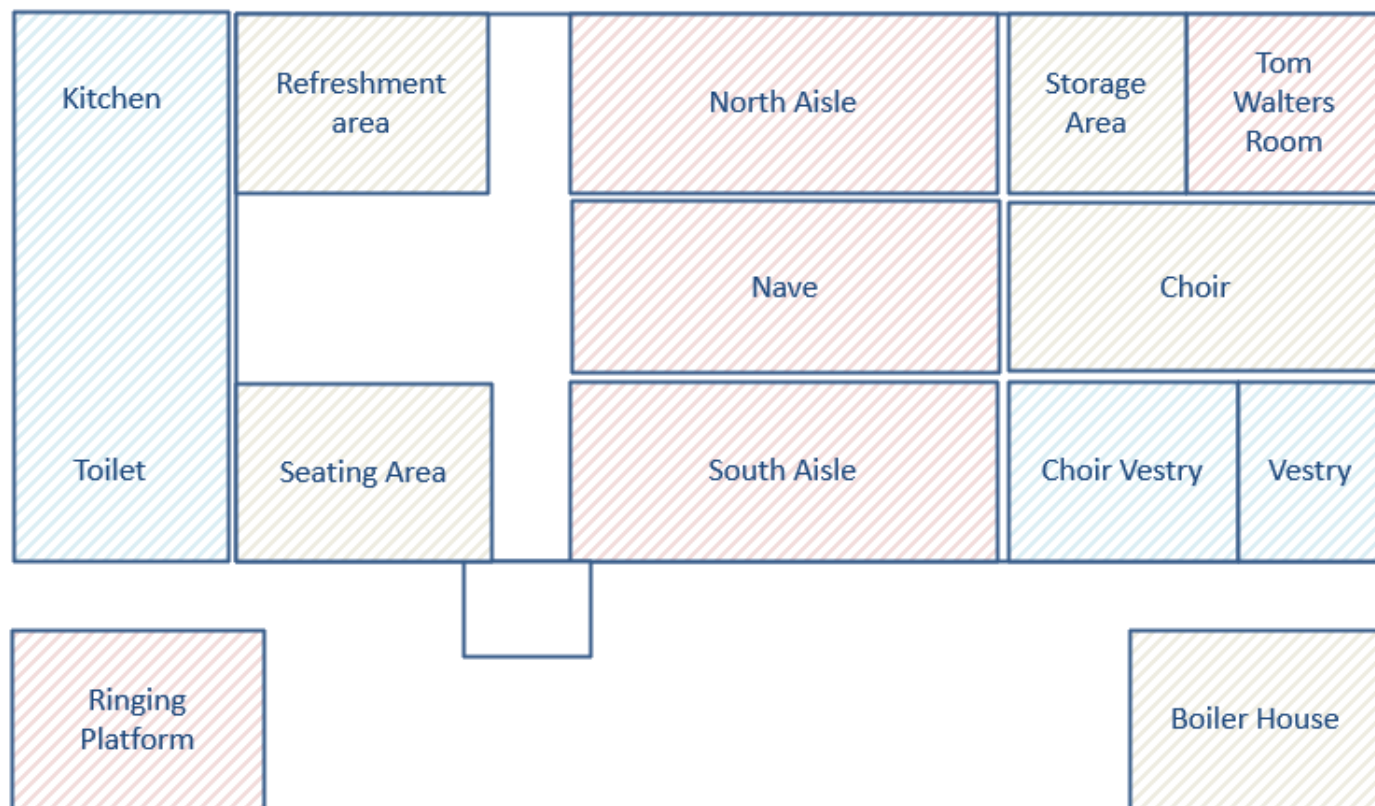 Kitchen
Refreshment
area
North Aisle
Storage
Area
Tom
Walters
Room
Nave
Choir
Toilet
Seating Area
South Aisle
Choir Vestry
Vestry
Ringing
Platform
Boiler House